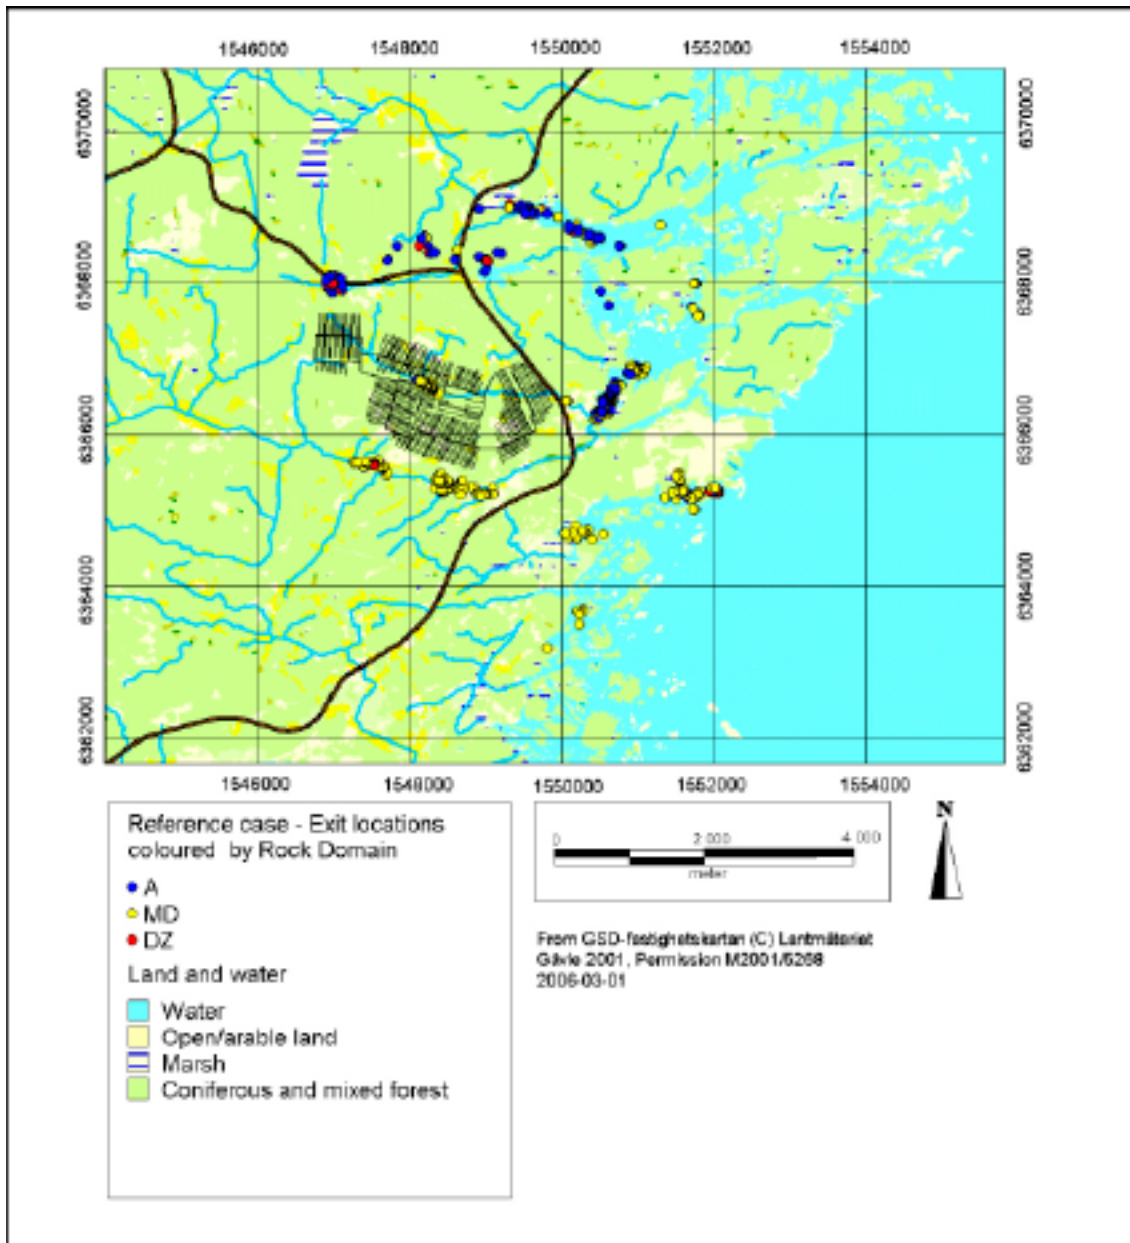 1546000 1548000 1550000 1552000 1554000
6370000 6370000
6368000 6368000
6366000 6366000
6364000 6364000
6362000 6362000
1546000 1548000 1550000 1552000 1554000
Reference case - Exit locations
coloured by Rock Domain
A
MD
DZ
Land and water
Water
Open/arable land
Marsh
Coniferous and mixed forest
0 2 000 4 000
meter
N
From GSD-fastighetskartan (C) Lantmäteriet
Gävle 2001, Permission M2001/5268
2006-03-01